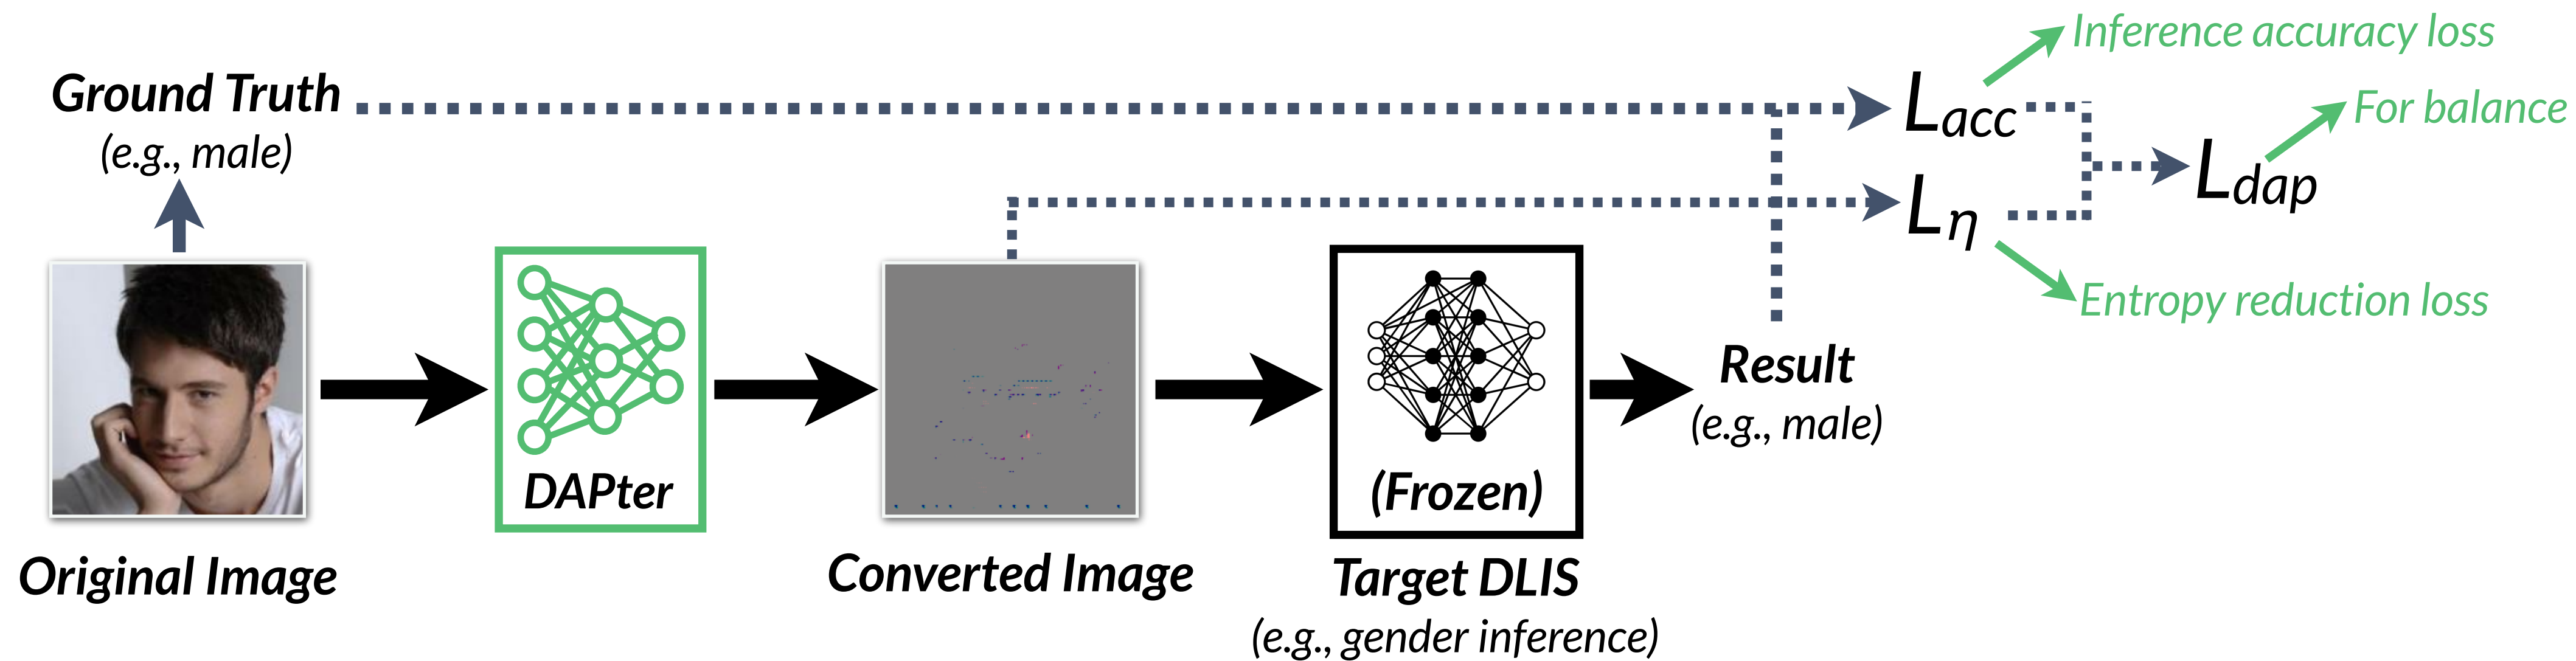 Inference accuracy loss
Ground Truth
(e.g., male)
L_acc
For balance
L_dap
L_η
Entropy reduction loss
Result
(e.g., male)
DAPter
(Frozen)
Original Image
Converted Image
Target DLIS
(e.g., gender inference)